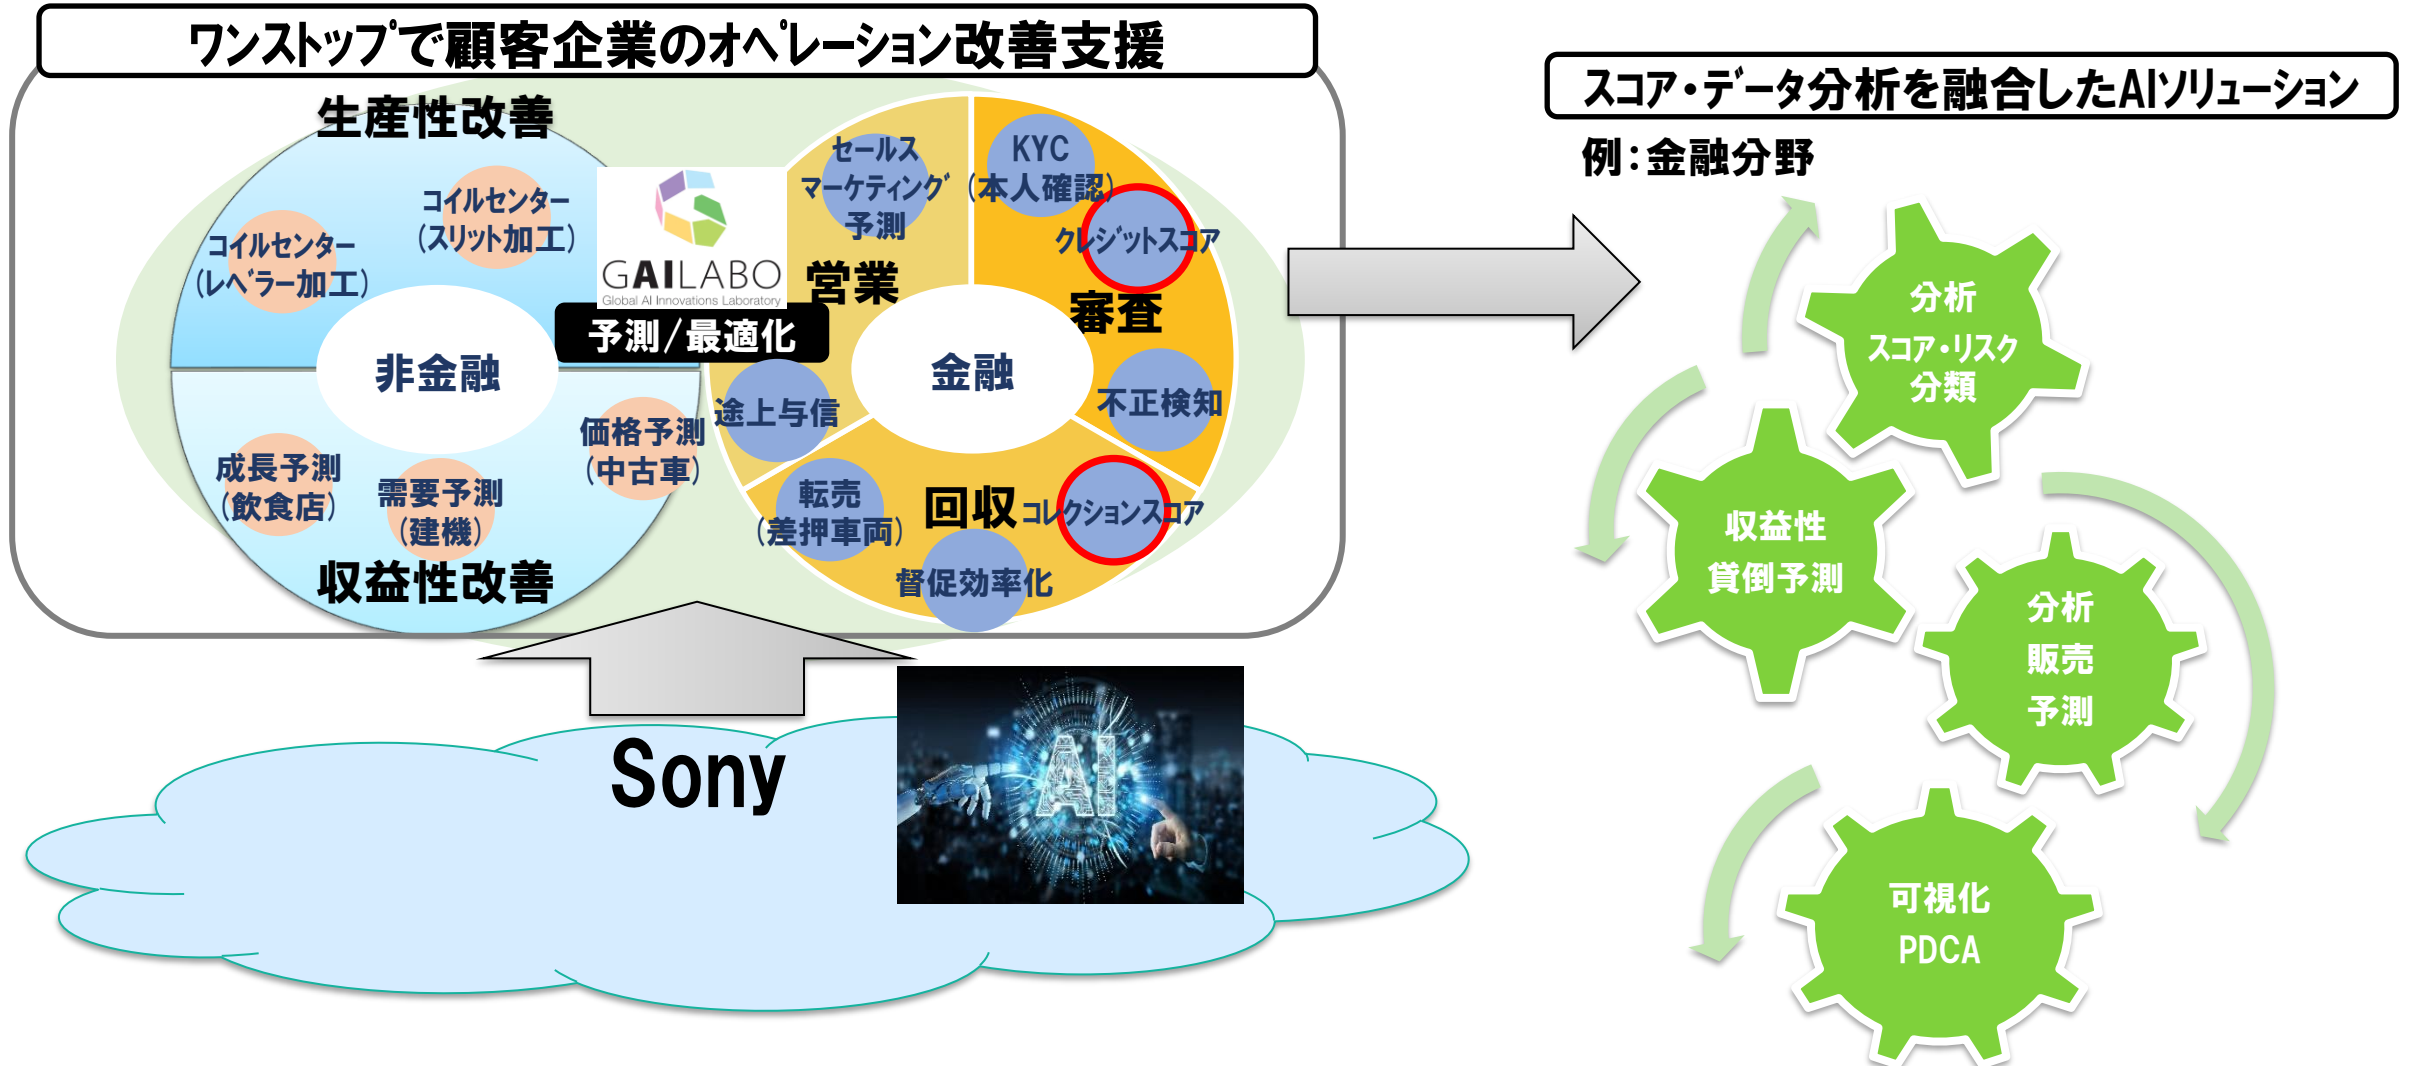 ワンストップで顧客企業のオペレーション改善支援
生産性改善
コイルセンター
(スリット加工)
コイルセンター
(レベラー加工)
非金融
成長予測
(飲食店)
需要予測
(建機)
価格予測
(中古車)
収益性改善
GAILABO
Global AI Innovations Laboratory
予測/最適化
セールス
マーケティング
予測
営業
KYC
(本人確認)
クレジットスコア
審査
金融
途上与信
不正検知
転売
(差押車両)
回収
コレクションスコア
督促効率化
Sony
AI
スコア・データ分析を融合したAIソリューション
例：金融分野
分析
スコア・リスク
分類
収益性
貸倒予測
分析
販売
予測
可視化
PDCA